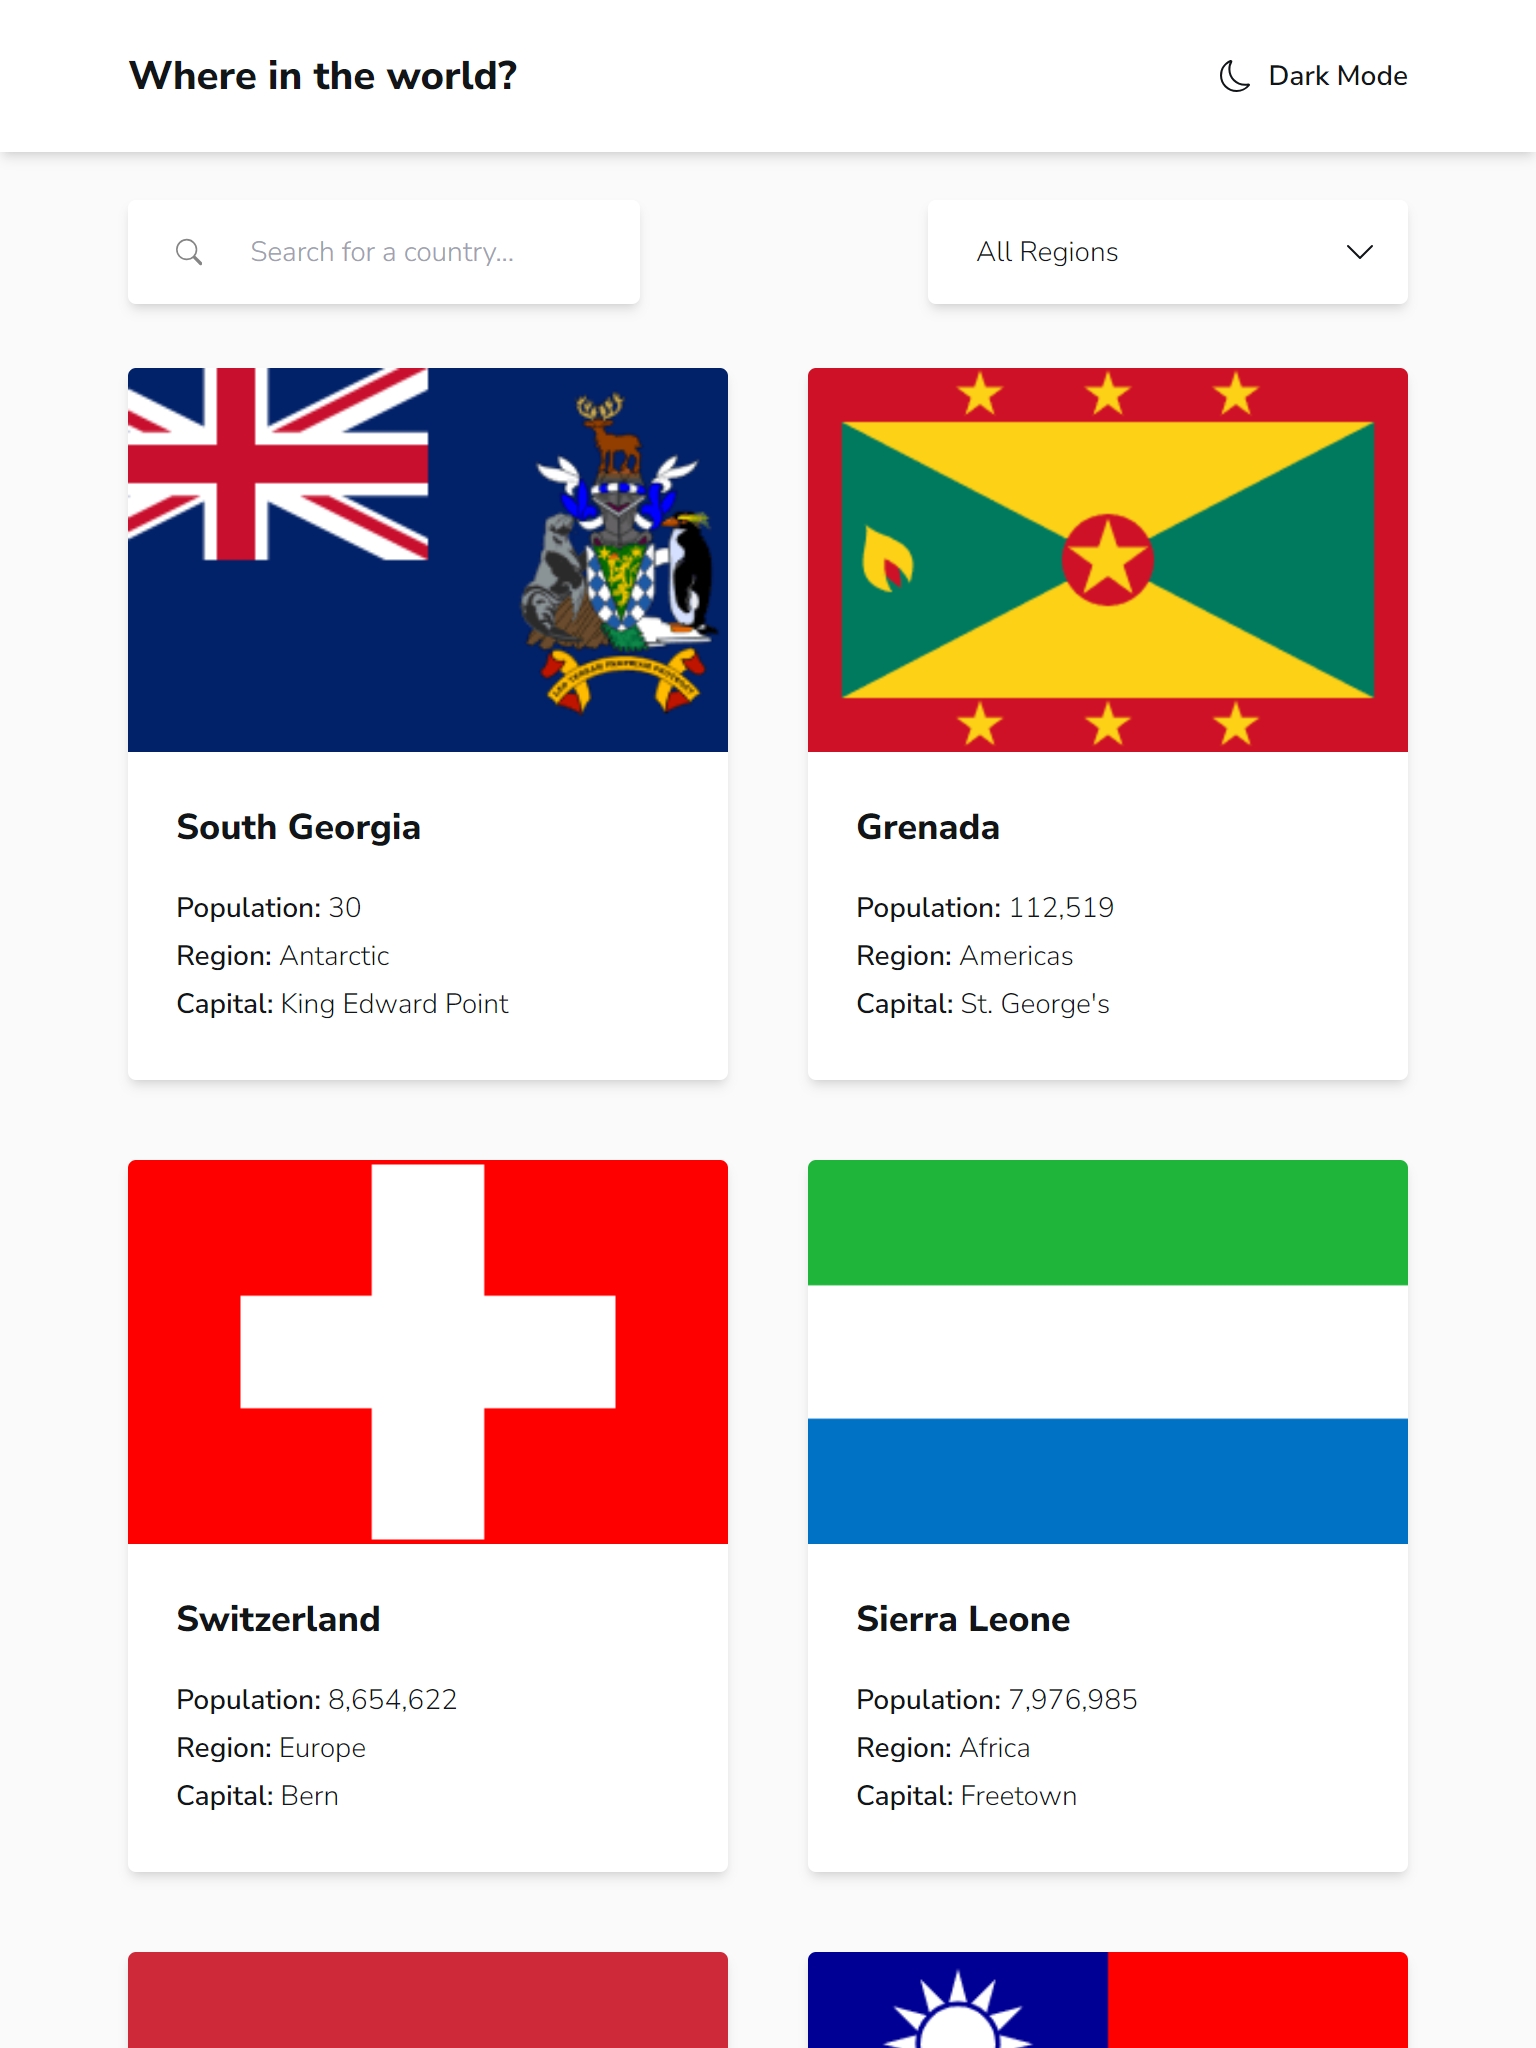 Where in the world?
Dark Mode
Search for a country...
All Regions
South Georgia
Population: 30
Region: Antarctic
Capital: King Edward Point
Grenada
Population: 112,519
Region: Americas
Capital: St. George's
Switzerland
Population: 8,654,622
Region: Europe
Capital: Bern
Sierra Leone
Population: 7,976,985
Region: Africa
Capital: Freetown